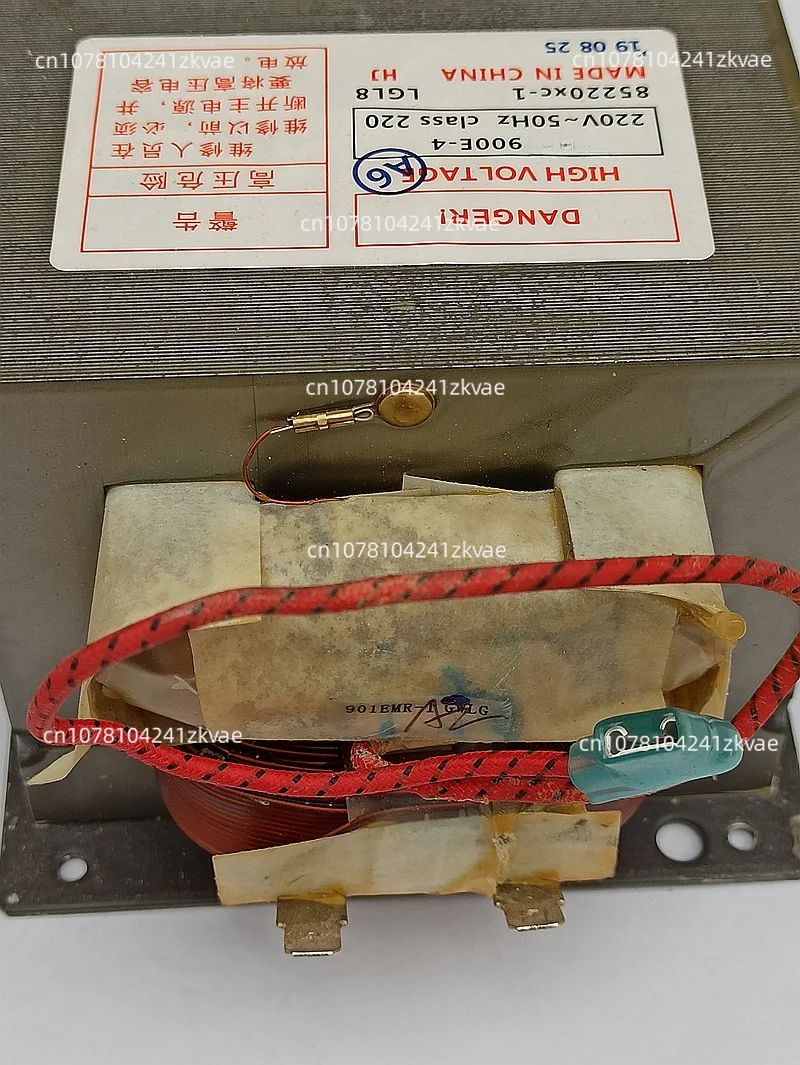 警告
高压危险
维修人员在
维修以前，必须
断开主电源，并
要将高压电容
放电。
DANGER!
HIGH VOLTAGE
A6
900E-4
220V~50Hz class 220
85220xc-1 LGL8
MADE IN CHINA HJ
19 08 25
cn1078104241zkvae
cn1078104241zkvae
cn1078104241zkvae
cn1078104241zkvae
cn1078104241zkvae
901EMR-1 G LG
cn1078104241zkvae
cn1078104241zkvae